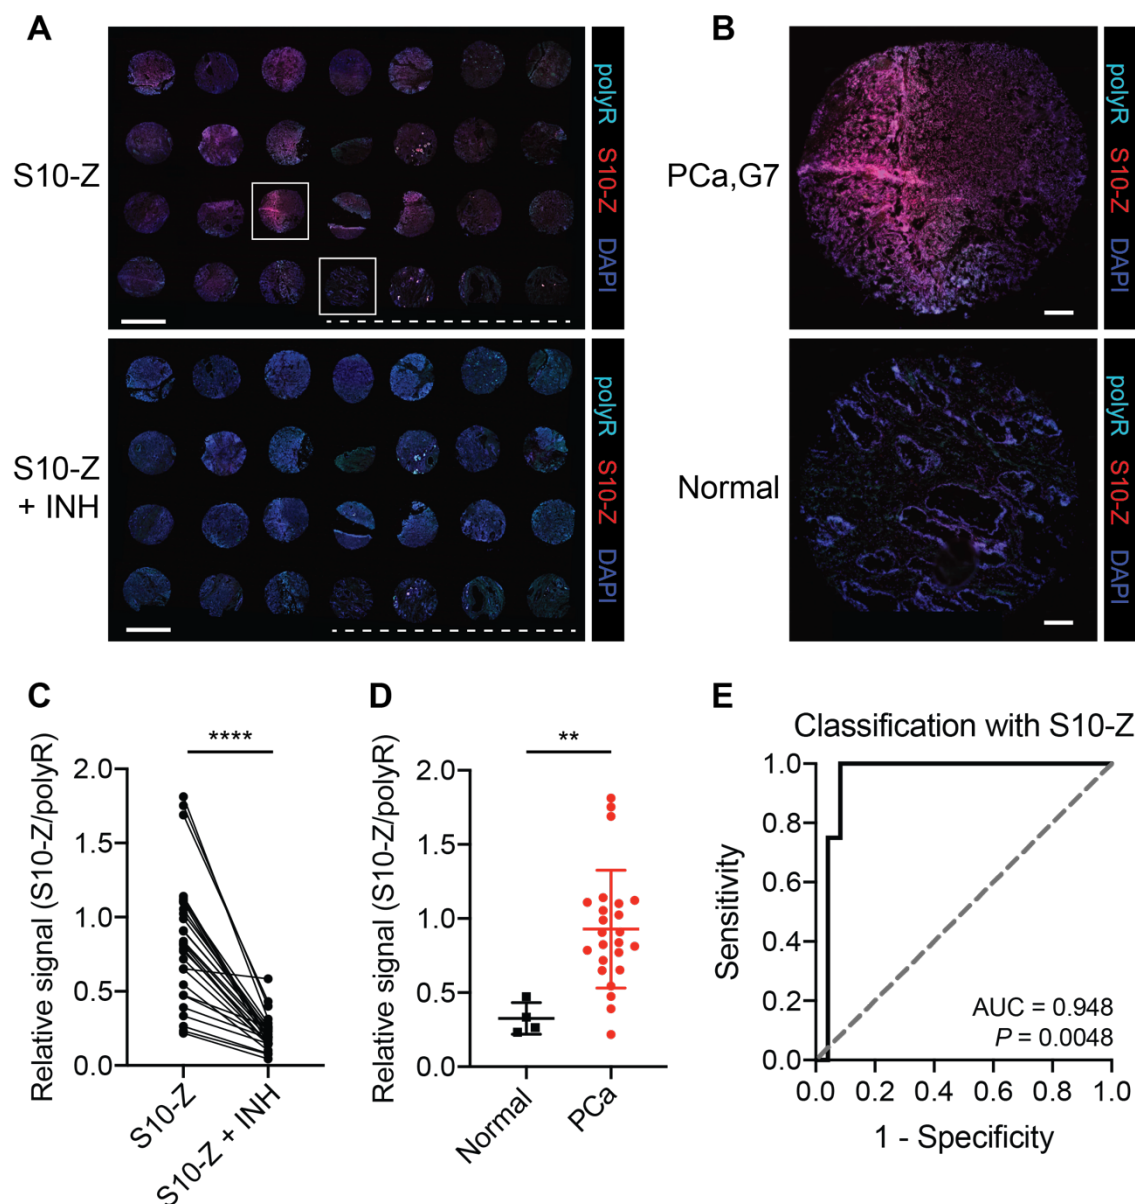 A
S10-Z
polyR S10-Z DAPI
S10-Z
+ INH
polyR S10-Z DAPI
B
PCa,G7
polyR S10-Z DAPI
Normal
polyR S10-Z DAPI
C
****
Relative signal (S10-Z/polyR)
2.0
1.5
1.0
0.5
0.0
S10-Z
S10-Z + INH
D
**
Relative signal (S10-Z/polyR)
2.0
1.5
1.0
0.5
0.0
Normal
PCa
E
Classification with S10-Z
Sensitivity
1.0
0.8
0.6
0.4
0.2
0.0
AUC = 0.948
P = 0.0048
0.0 0.2 0.4 0.6 0.8 1.0
1 - Specificity